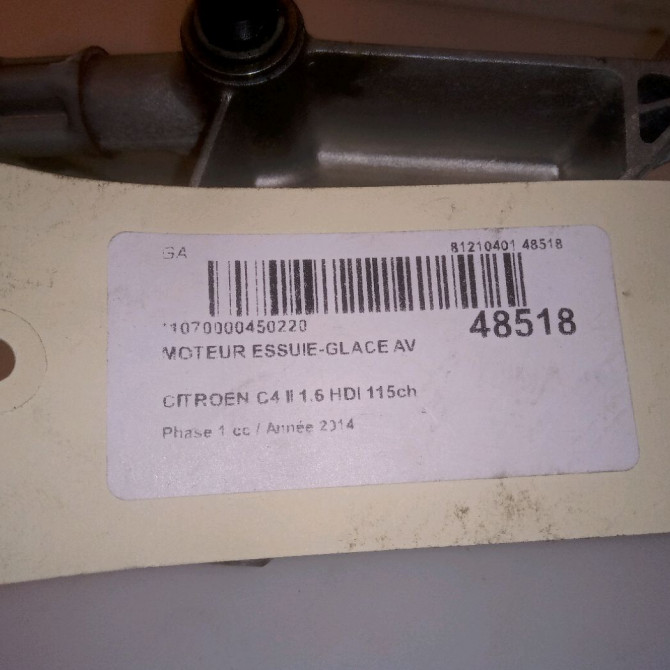 GA
81210401 48518
*1070000450220
48518
MOTEUR ESSUIE-GLACE AV
CITROEN C4 II 1.6 HDI 115ch
Phase 1 cc / Année 2014